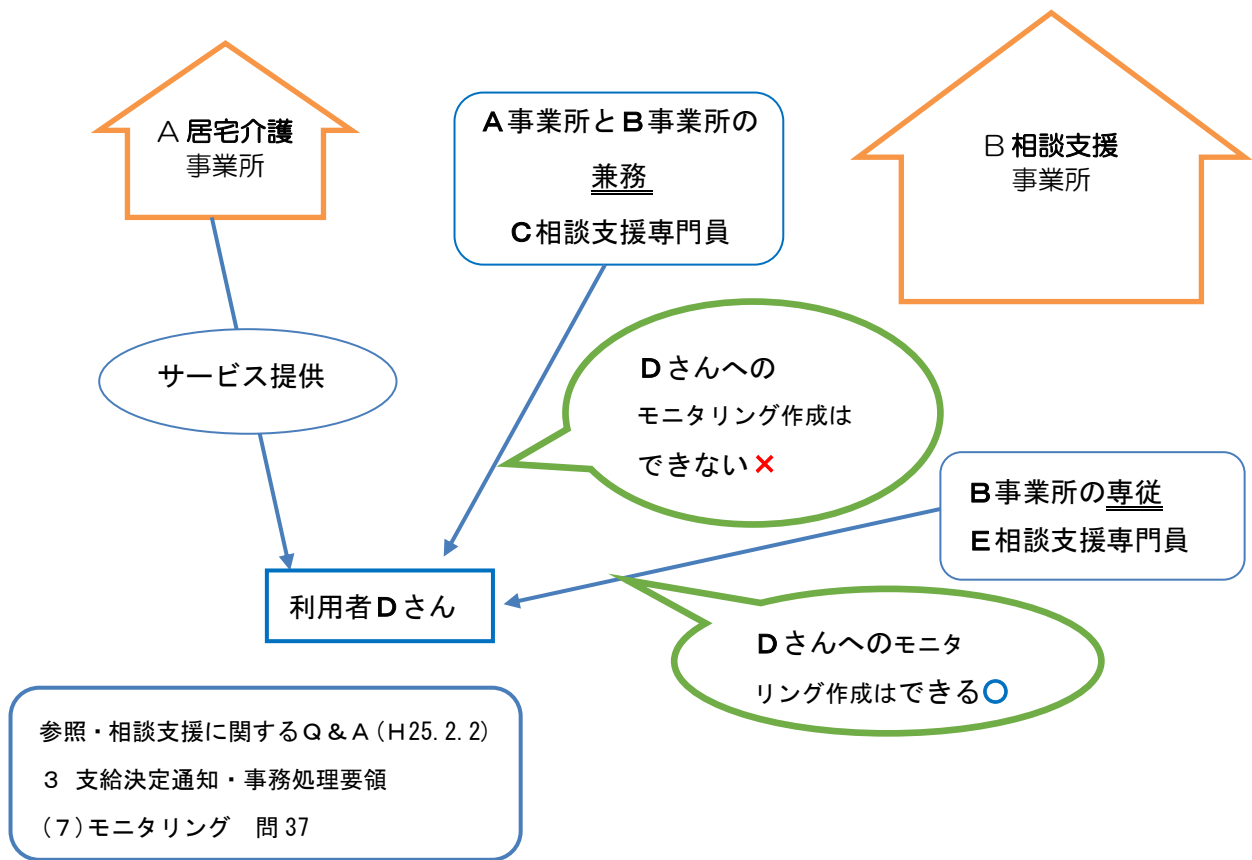 A 居宅介護
事業所
A事業所とB事業所の
兼務
C相談支援専門員
B 相談支援
事業所
サービス提供
Dさんへの
モニタリング作成は
できない×
B事業所の専従
E相談支援専門員
利用者Dさん
Dさんへのモニタ
リング作成はできる○
参照・相談支援に関するQ&A(H25.2.2)
3 支給決定通知・事務処理要領
(7)モニタリング 問37